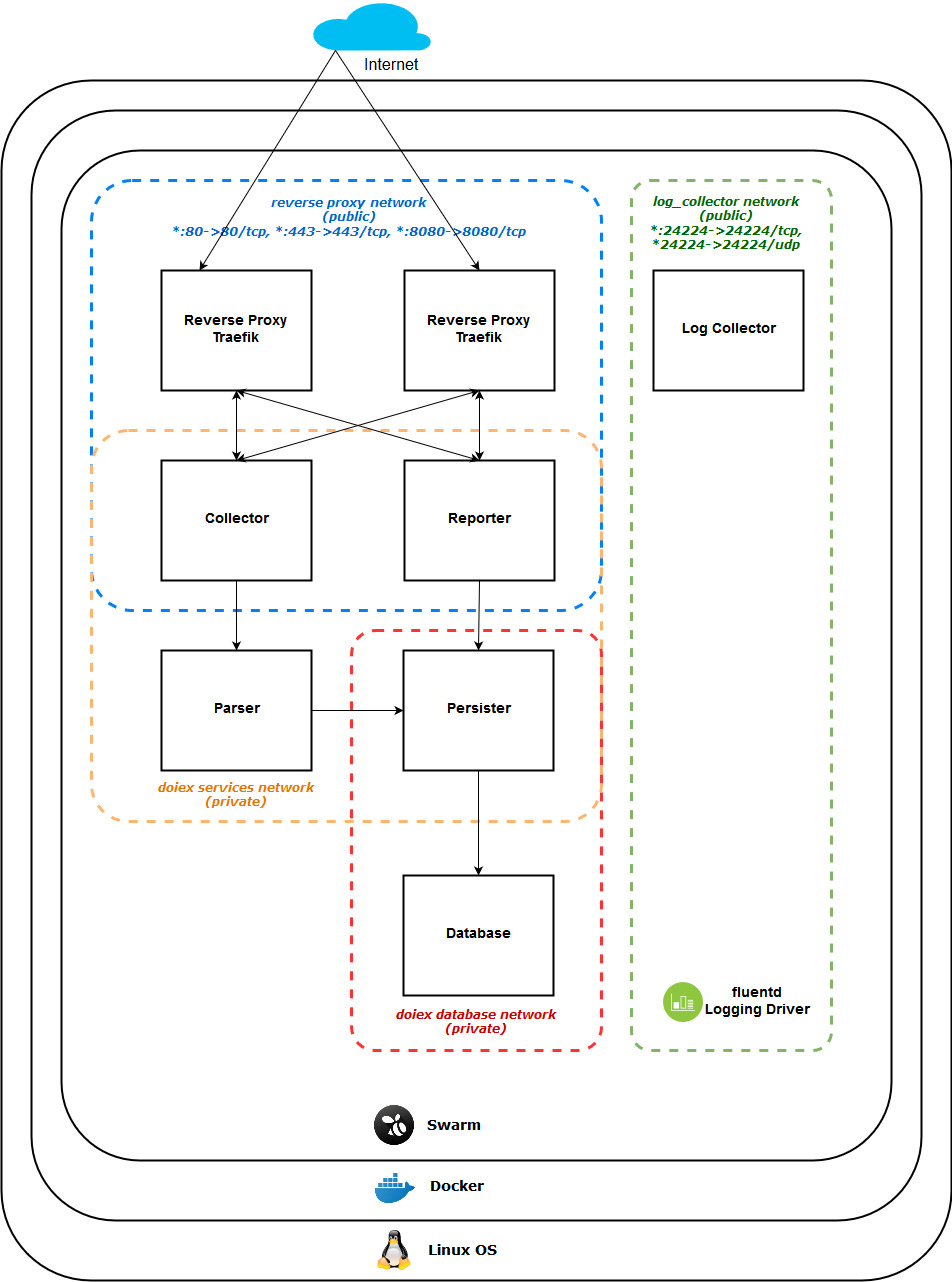 Internet
reverse proxy network
(public)
*:80->80/tcp, *:443->443/tcp, *:8080->8080/tcp
log_collector network
(public)
*:24224->24224/tcp,
*24224->24224/udp
Reverse Proxy
Traefik
Reverse Proxy
Traefik
Log Collector
Collector
Reporter
Parser
Persister
doiex services network
(private)
Database
doiex database network
(private)
fluentd
Logging Driver
Swarm
Docker
Linux OS